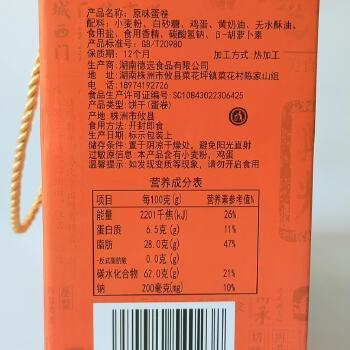 产品名称：原味蛋卷
配料：小麦粉、白砂糖、鸡蛋、黄奶油、无水酥油、
食用盐、食用香精、碳酸氢钠、β-胡萝卜素
产品标准号：GB/T20980
保质期：12个月 加工方式：热加工
生产商：湖南德远食品有限公司
地址：湖南株洲市攸县菜花坪镇菜花村陈家山组
电话：18974192726
食品生产许可证编号：SC10843022306425
产品类型：饼干(蛋卷)
产地：株洲市攸县
食用方法：开封即食
生产日期：标示包装上
储存条件：置于阴凉干燥处，避免阳光直射
过敏原信息：本产品含有小麦粉，鸡蛋
温馨提示：如发现变质等现象，请勿开启食用
营养成分表
项目 每100克(g) 营养素参考值%
能量 2201千焦(kJ) 26%
蛋白质 6.5克(g) 11%
脂肪 28.0克(g) 47%
-反式脂肪酸 0.0克(g)
碳水化合物 62.0克(g) 21%
钠 200毫克(mg) 10%